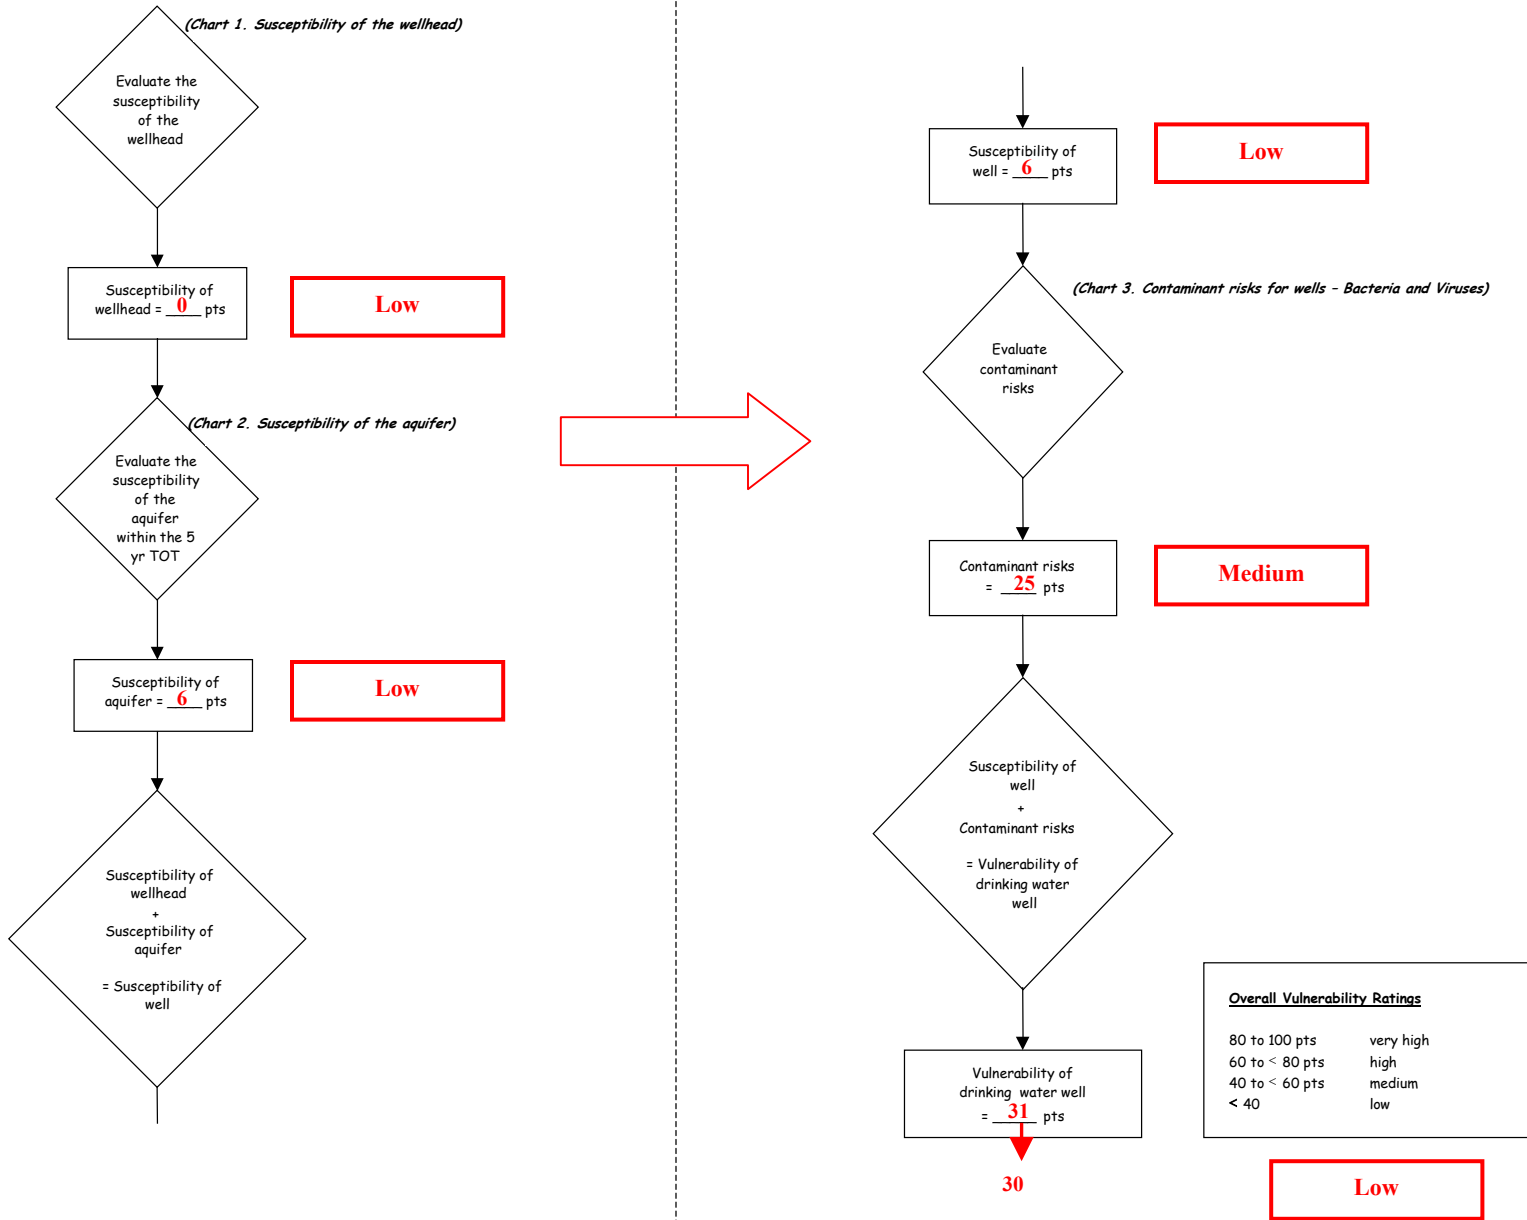 (Chart 1. Susceptibility of the wellhead)
Evaluate the
susceptibility
of the
wellhead
Susceptibility of
wellhead = 0 pts
Low
(Chart 2. Susceptibility of the aquifer)
Evaluate the
susceptibility
of the
aquifer
within the 5
yr TOT
Susceptibility of
aquifer = 6 pts
Low
Susceptibility of
wellhead
+
Susceptibility of
aquifer
= Susceptibility of
well
Susceptibility of
well = 6 pts
Low
(Chart 3. Contaminant risks for wells – Bacteria and Viruses)
Evaluate
contaminant
risks
Contaminant risks
= 25 pts
Medium
Susceptibility of
well
+
Contaminant risks
= Vulnerability of
drinking water
well
Vulnerability of
drinking water well
= 31 pts
30
Overall Vulnerability Ratings
80 to 100 pts very high
60 to < 80 pts high
40 to < 60 pts medium
< 40 low
Low